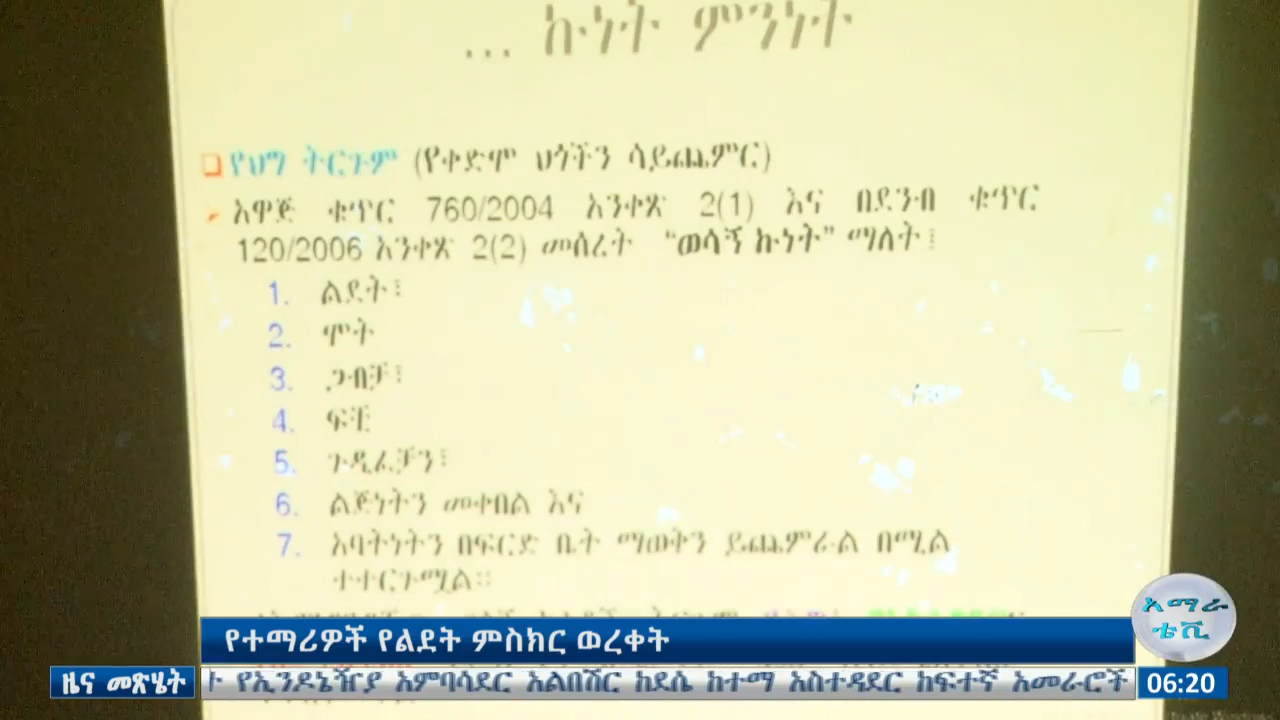 ... ኩነት ምንነት
የህግ ትርጉም (የቀድሞ ህጎችን ሳይጨምር)
አዋጅ ቁጥር 760/2004 አንቀጽ 2(1) እና በደንብ ቁጥር
120/2006 አንቀጽ 2(2) መሰረት "ወሳኝ ኩነት" ማለት፤
1. ልደት፤
2. ሞት
3. ጋብቻ፤
4. ፍቺ
5. ጉዲፈቻን፤
6. ልጅነትን መቀበል እና
7. አባትነትን በፍርድ ቤት ማወቅን ይጨምራል በሚል
ተተርጉሟል።
አማራ
ቴቪ
የተማሪዎች የልደት ምስክር ወረቀት
ዜና መጽሄት
የኢንዶኔዥያ አምባሳደር አልበሽር ከደሴ ከተማ አስተዳደር ከፍተኛ አመራሮች
06:20